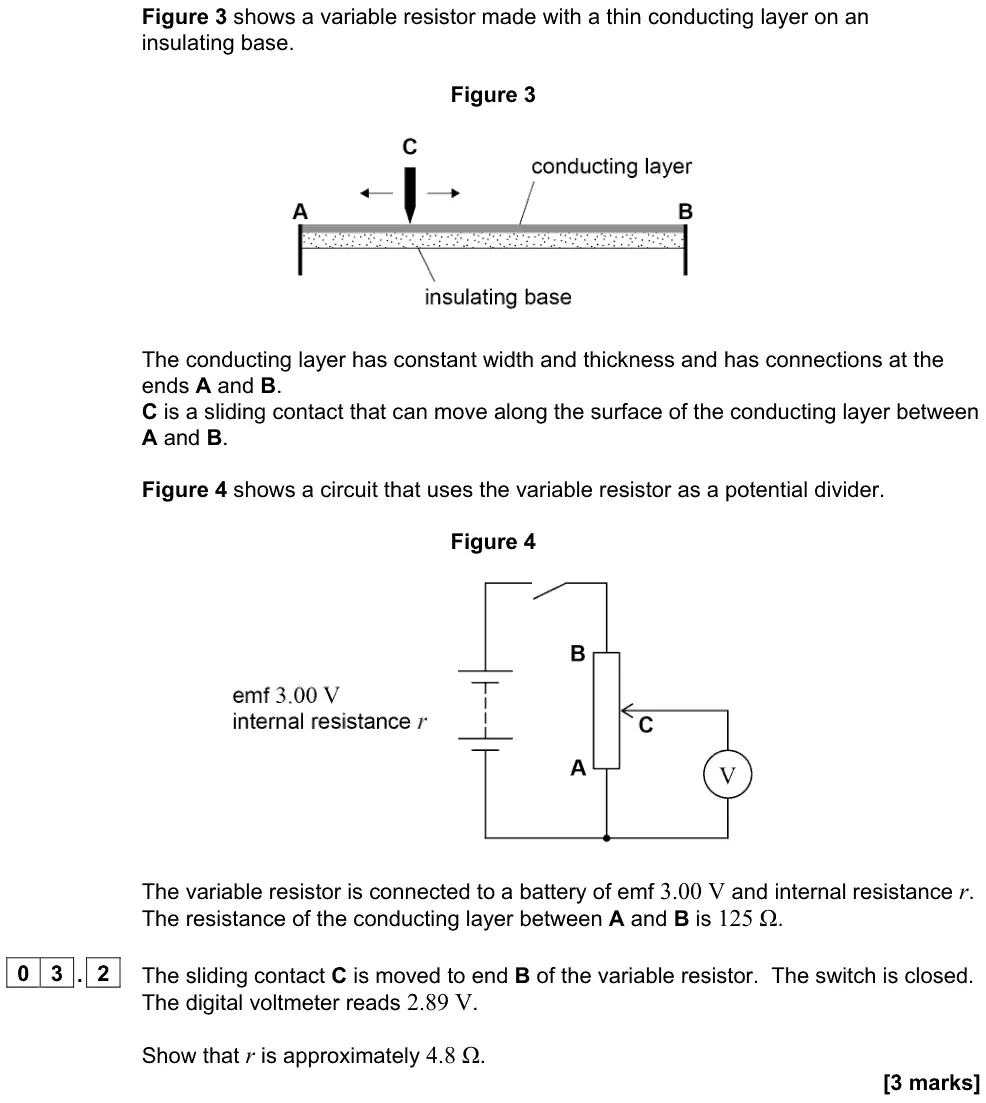 Figure 3 shows a variable resistor made with a thin conducting layer on an
insulating base.
Figure 3
C
conducting layer
A
B
insulating base
The conducting layer has constant width and thickness and has connections at the
ends A and B.
C is a sliding contact that can move along the surface of the conducting layer between
A and B.
Figure 4 shows a circuit that uses the variable resistor as a potential divider.
Figure 4
B
emf 3.00 V
internal resistance r
C
A
V
The variable resistor is connected to a battery of emf 3.00 V and internal resistance r.
The resistance of the conducting layer between A and B is 125 Ω.
0 3 . 2 The sliding contact C is moved to end B of the variable resistor. The switch is closed.
The digital voltmeter reads 2.89 V.
Show that r is approximately 4.8 Ω.
[3 marks]